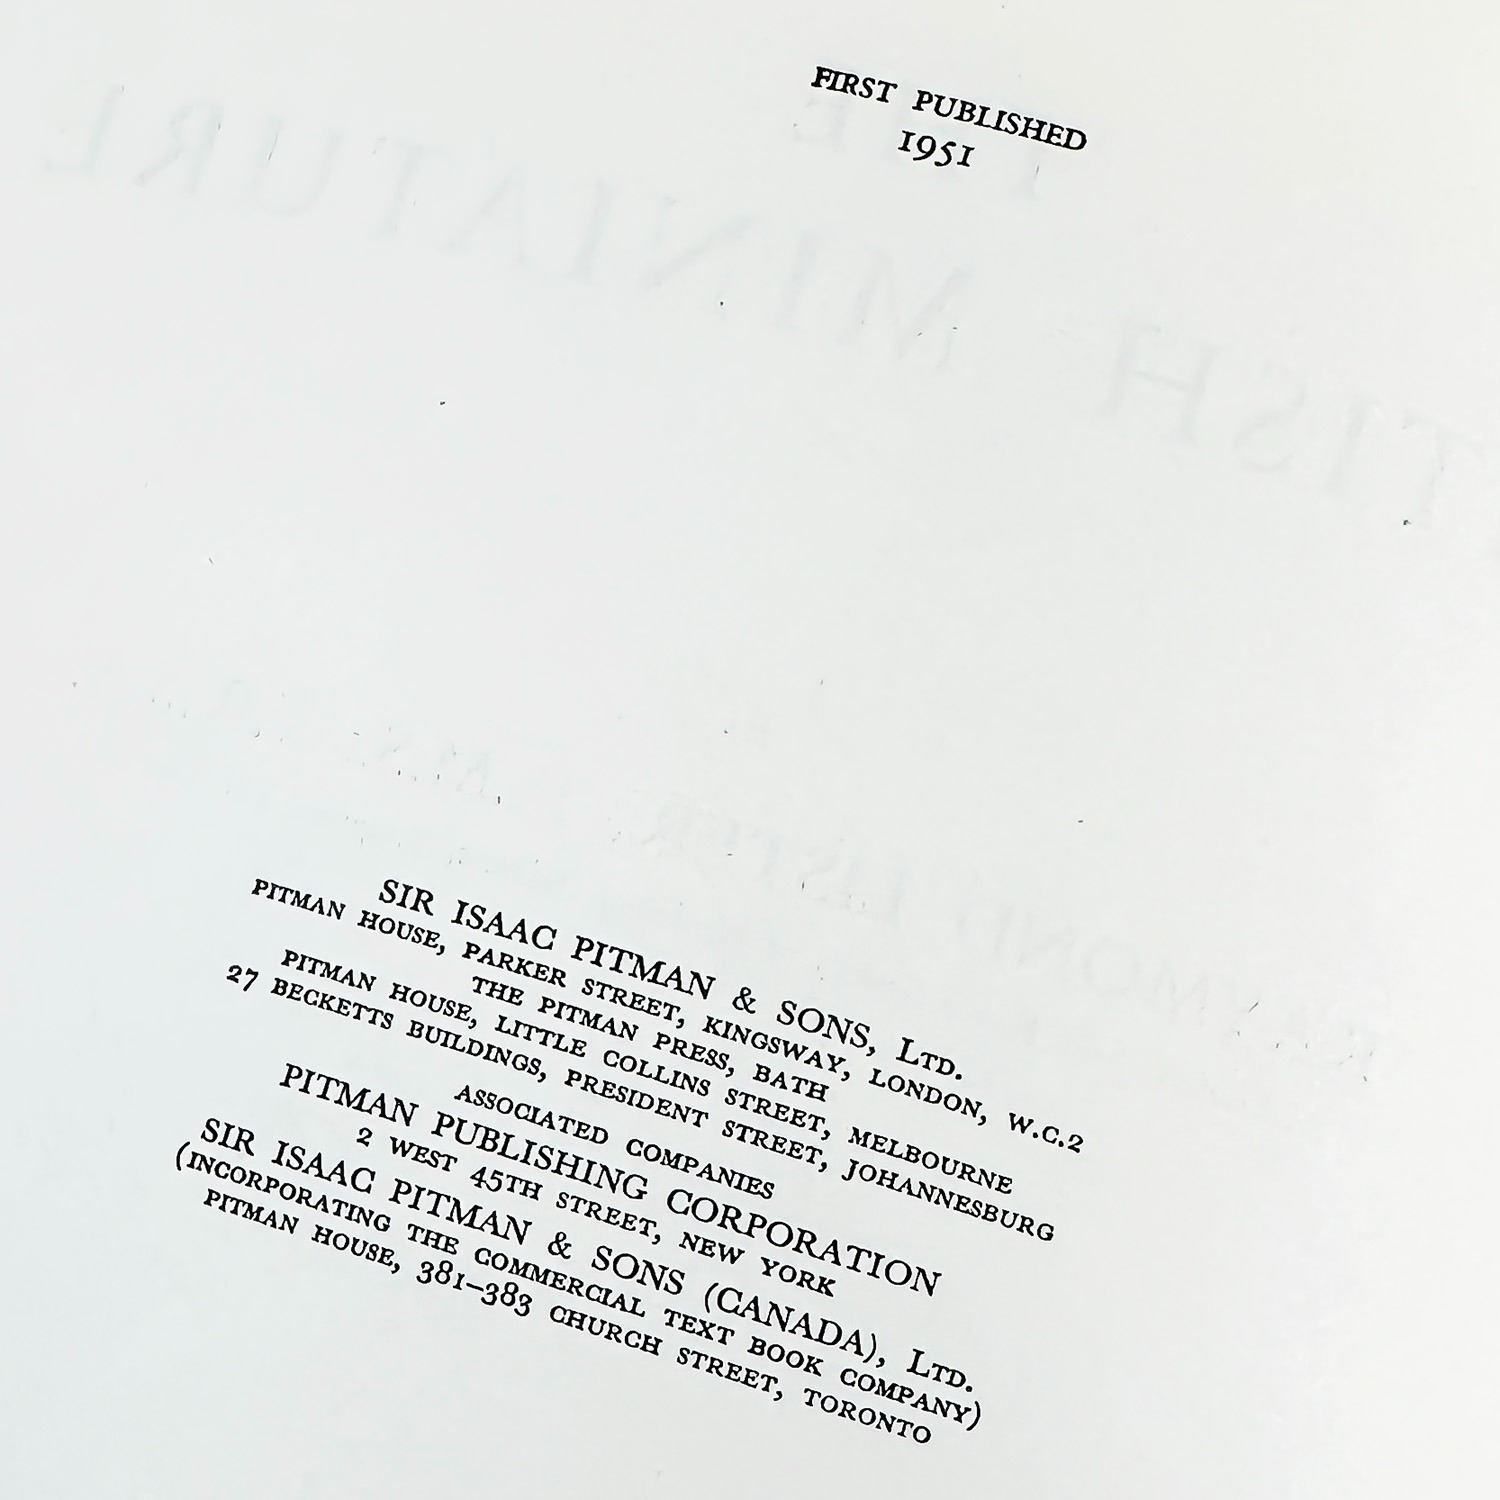 FIRST PUBLISHED
1951
SIR ISAAC PITMAN & SONS, LTD.
PITMAN HOUSE, PARKER STREET, KINGSWAY, LONDON, W.C.2
THE PITMAN PRESS, BATH
PITMAN HOUSE, LITTLE COLLINS STREET, MELBOURNE
27 BECKETTS BUILDINGS, PRESIDENT STREET, JOHANNESBURG
ASSOCIATED COMPANIES
PITMAN PUBLISHING CORPORATION
2 WEST 45TH STREET, NEW YORK
SIR ISAAC PITMAN & SONS (CANADA), LTD.
(INCORPORATING THE COMMERCIAL TEXT BOOK COMPANY)
PITMAN HOUSE, 381–383 CHURCH STREET, TORONTO